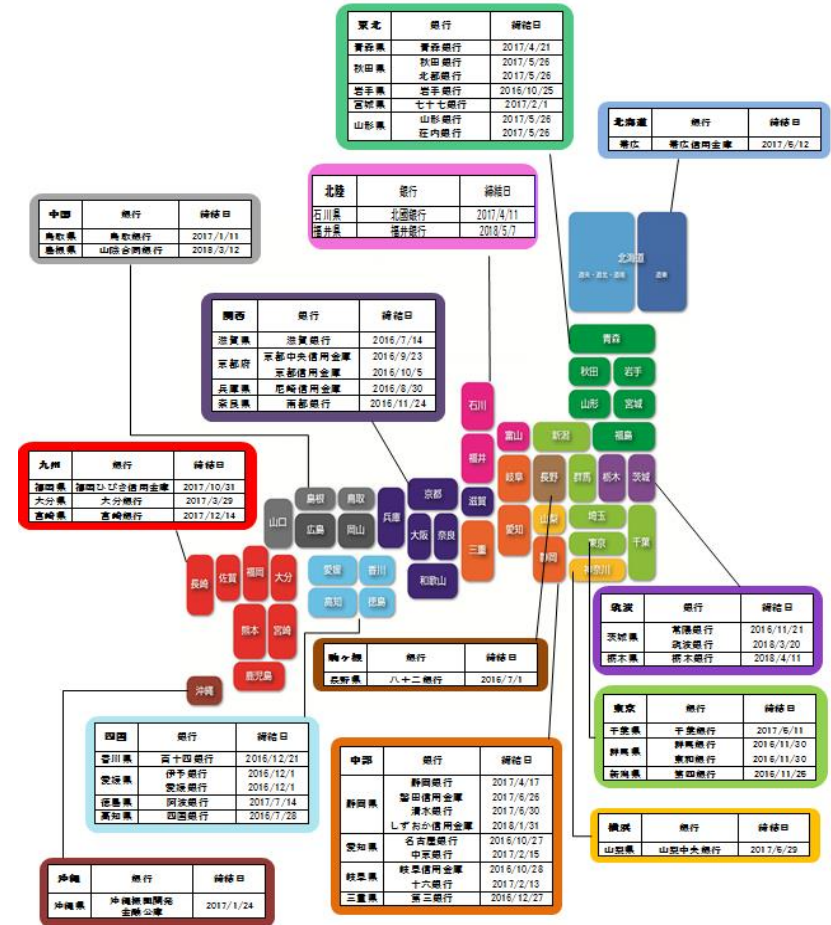 東北 銀行 締結日
青森県 青森銀行 2017/4/21
秋田県 秋田銀行 2017/5/26
北都銀行 2017/5/26
岩手県 岩手銀行 2016/10/25
宮城県 七十七銀行 2017/2/1
山形県 山形銀行 2017/5/26
荘内銀行 2017/5/26
北海道 銀行 締結日
帯広 帯広信用金庫 2017/6/12
北陸 銀行 締結日
石川県 北國銀行 2017/4/11
福井県 福井銀行 2018/5/7
中国 銀行 締結日
鳥取県 鳥取銀行 2017/1/11
島根県 山陰合同銀行 2018/3/12
関西 銀行 締結日
滋賀県 滋賀銀行 2016/7/14
京都府 京都中央信用金庫 2016/9/23
京都信用金庫 2016/10/5
兵庫県 尼崎信用金庫 2016/8/30
奈良県 南都銀行 2016/11/24
九州 銀行 締結日
福岡県 福岡ひびき信用金庫 2017/10/31
大分県 大分銀行 2017/3/29
宮崎県 宮崎銀行 2017/12/14
北海道
道央・道北・道南 道東
青森
秋田 岩手
山形 宮城
石川 富山 新潟 福島
福井 岐阜 長野 群馬 栃木 茨城
島根 鳥取 兵庫 京都 滋賀
山口 広島 岡山 大阪 奈良 三重 愛知 山梨 静岡 埼玉 東京 千葉
神奈川
和歌山
長崎 佐賀 福岡 大分 愛媛 香川
高知 徳島
熊本 宮崎
鹿児島
沖縄
筑波 銀行 締結日
茨城県 常陽銀行 2016/11/21
筑波銀行 2018/3/20
栃木県 栃木銀行 2018/4/11
駒ヶ根 銀行 締結日
長野県 八十二銀行 2016/7/1
東京 銀行 締結日
千葉県 千葉銀行
群馬県 群馬銀行 2016/11/30
東和銀行 2016/11/30
新潟県 第四銀行
四国 銀行 締結日
香川県 百十四銀行 2016/12/21
愛媛県 伊予銀行 2016/12/1
愛媛銀行 2016/12/1
徳島県 阿波銀行 2017/7/14
高知県 四国銀行 2016/7/28
中部 銀行 締結日
静岡県 静岡銀行 2017/4/17
磐田信用金庫 2017/6/26
清水銀行 2017/6/30
しずおか信用金庫 2018/1/31
愛知県 名古屋銀行 2016/10/27
中京銀行 2017/2/15
岐阜県 岐阜信用金庫 2016/10/28
十六銀行 2017/2/13
三重県 第三銀行 2016/12/27
横浜 銀行 締結日
山梨県 山梨中央銀行 2017/6/29
沖縄 銀行 締結日
沖縄県 沖縄振興開発 2017/1/24
金融公庫